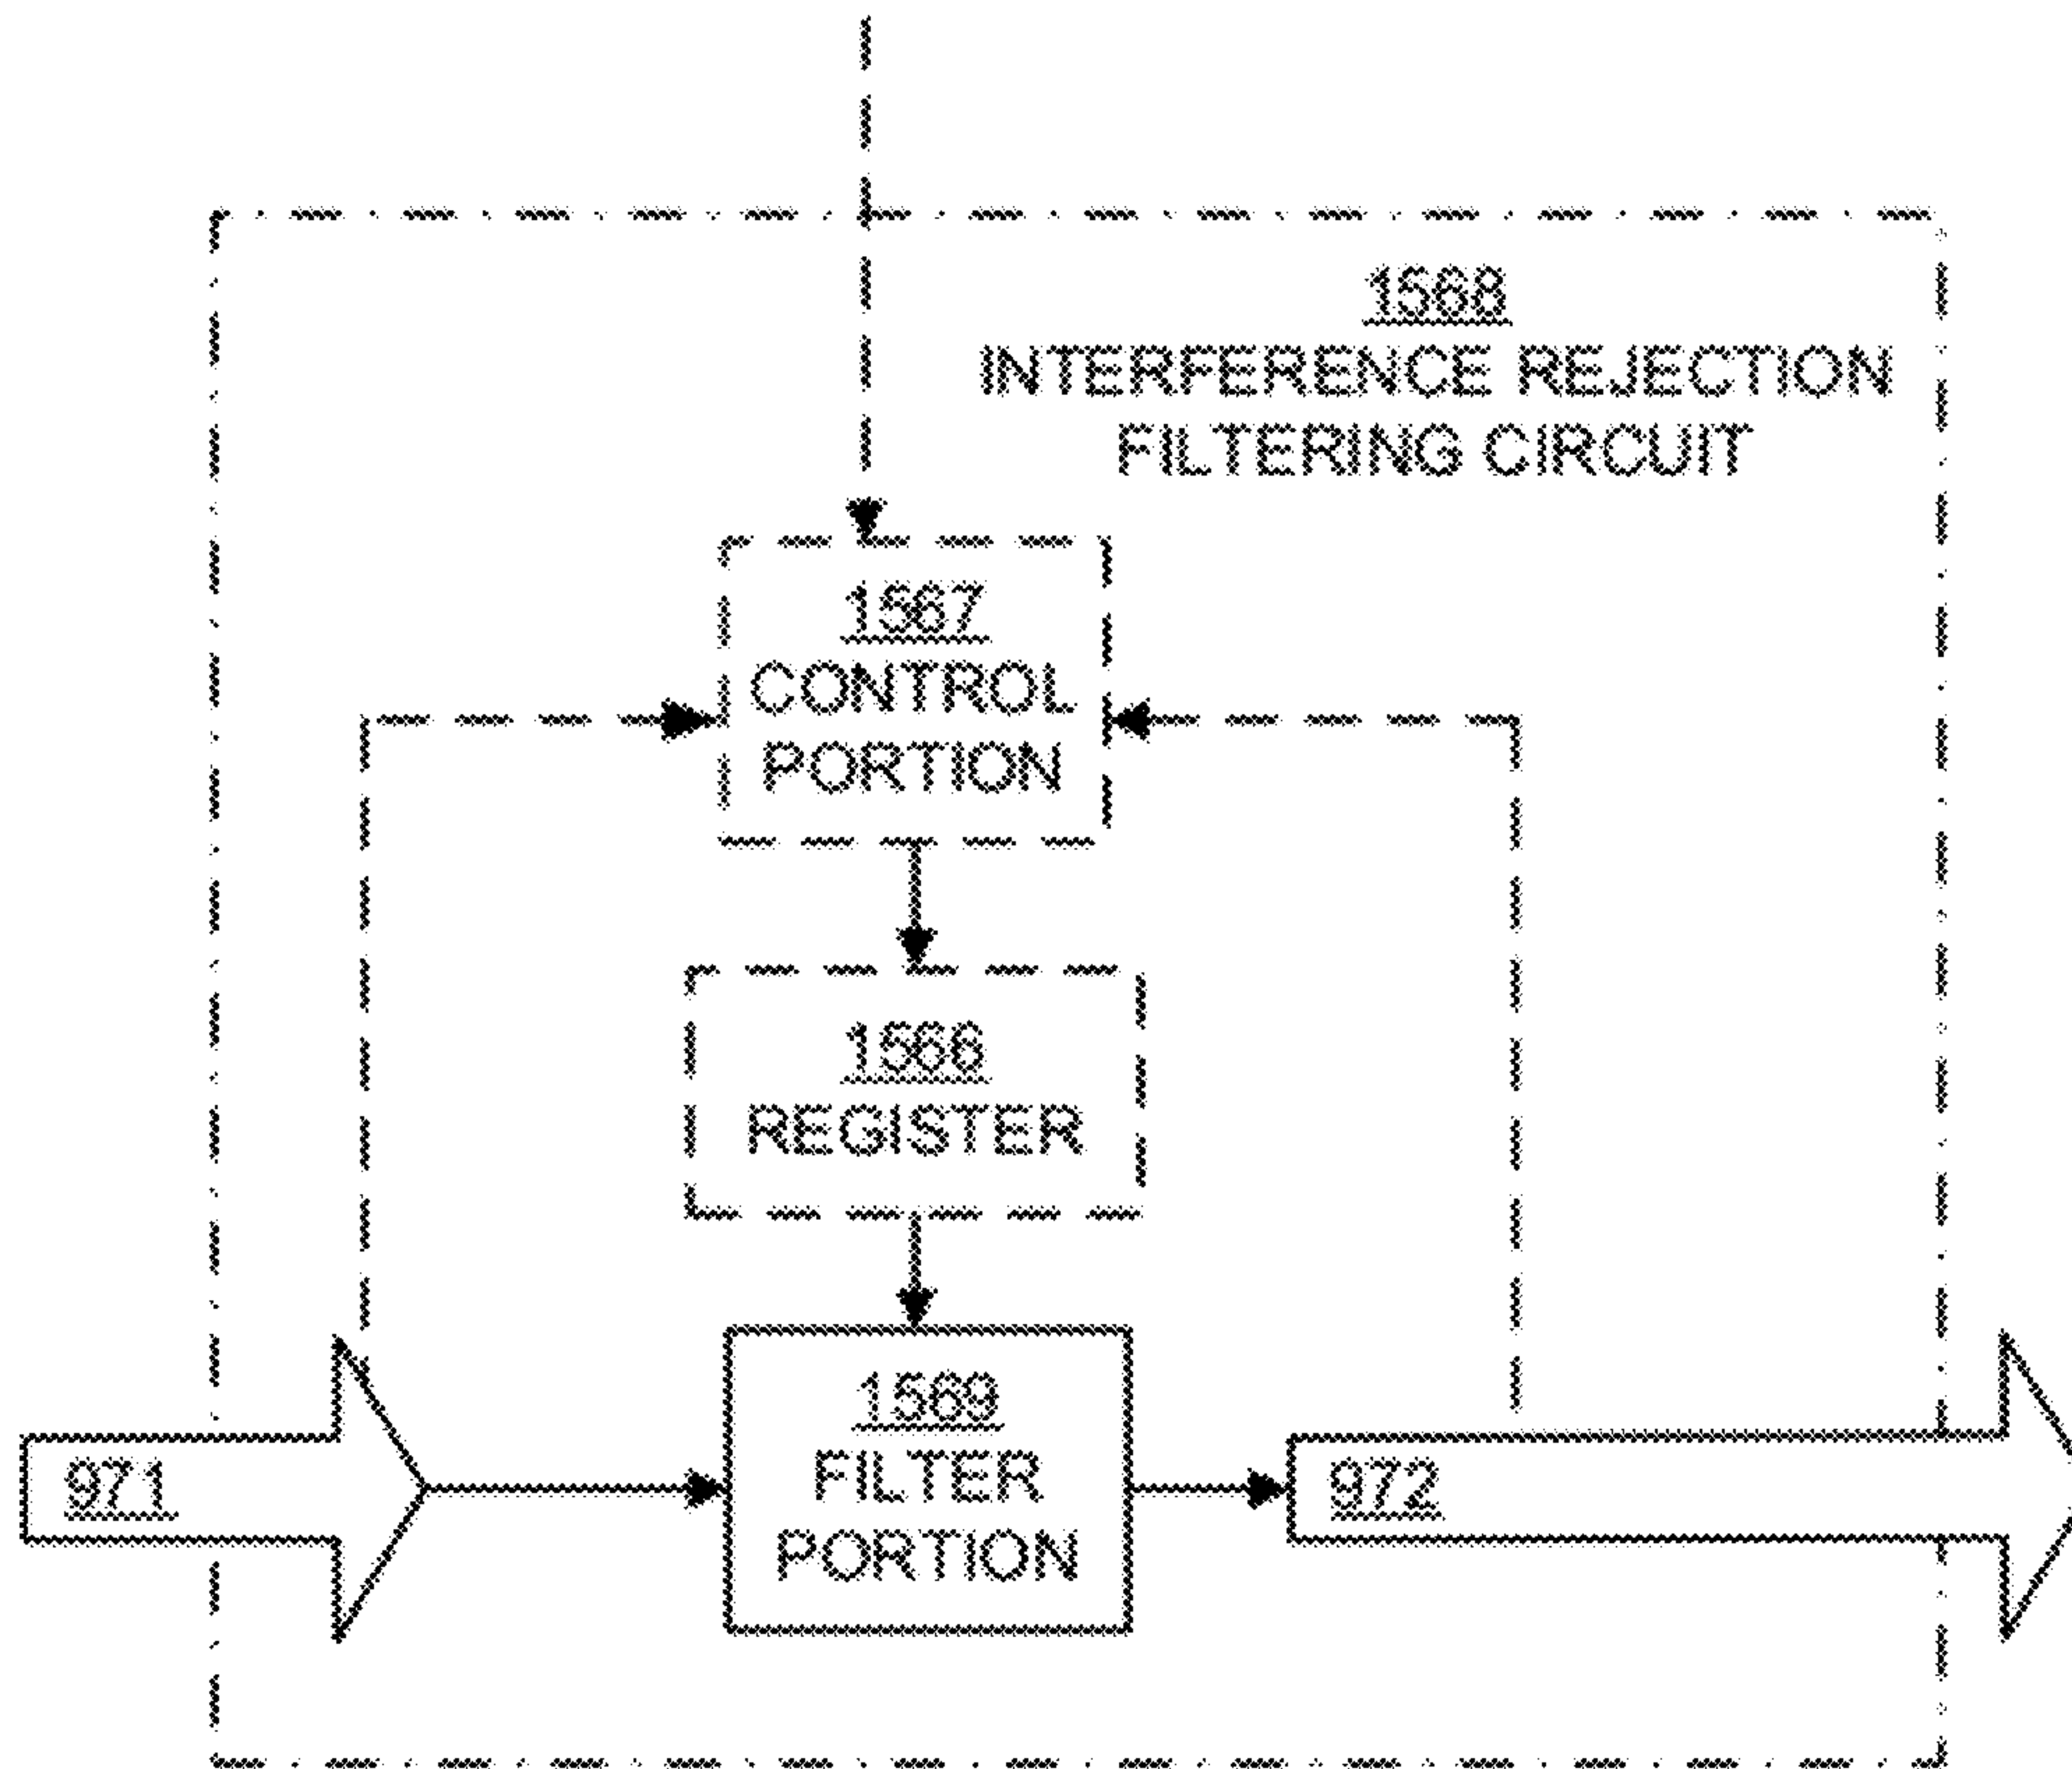 1568
INTERFERENCE REJECTION
FILTERING CIRCUIT
1567
CONTROL
PORTION
1566
REGISTER
1569
FILTER
PORTION
971
972